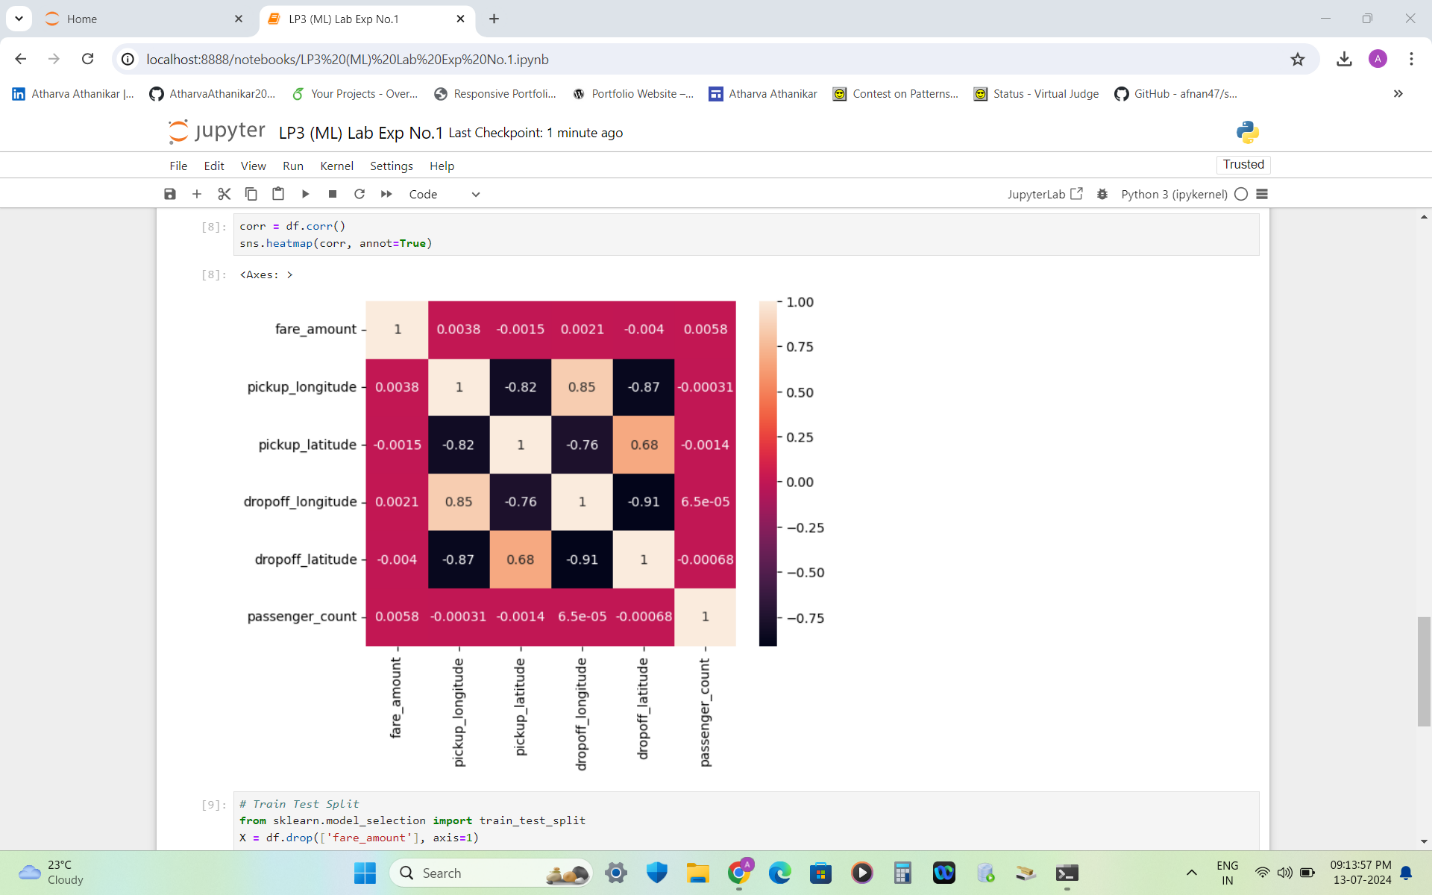 Home
LP3 (ML) Lab Exp No.1
localhost:8888/notebooks/LP3%20(ML)%20Lab%20Exp%20No.1.ipynb
A
in Atharva Athanikar |...
AtharvaAthanikar20...
Your Projects - Over...
Responsive Portfoli...
Portfolio Website –...
Atharva Athanikar
Contest on Patterns...
Status - Virtual Judge
GitHub - afnan47/s...
»
jupyter LP3 (ML) Lab Exp No.1 Last Checkpoint: 1 minute ago
File Edit View Run Kernel Settings Help
Trusted
Code
JupyterLab
Python 3 (ipykernel)
[8]: corr = df.corr()
sns.heatmap(corr, annot=True)
[8]: <Axes: >
fare_amount 1 0.0038 -0.0015 0.0021 -0.004 0.0058
pickup_longitude 0.0038 1 -0.82 0.85 -0.87 -0.00031
pickup_latitude -0.0015 -0.82 1 -0.76 0.68 -0.0014
dropoff_longitude 0.0021 0.85 -0.76 1 -0.91 6.5e-05
dropoff_latitude -0.004 -0.87 0.68 -0.91 1 -0.00068
passenger_count 0.0058 -0.00031 -0.0014 6.5e-05 -0.00068 1
fare_amount
pickup_longitude
pickup_latitude
dropoff_longitude
dropoff_latitude
passenger_count
1.00
0.75
0.50
0.25
0.00
−0.25
−0.50
−0.75
[9]: # Train Test Split
from sklearn.model_selection import train_test_split
X = df.drop(['fare_amount'], axis=1)
23°C
Cloudy
Search
A
ENG
IN
09:13:57 PM
13-07-2024